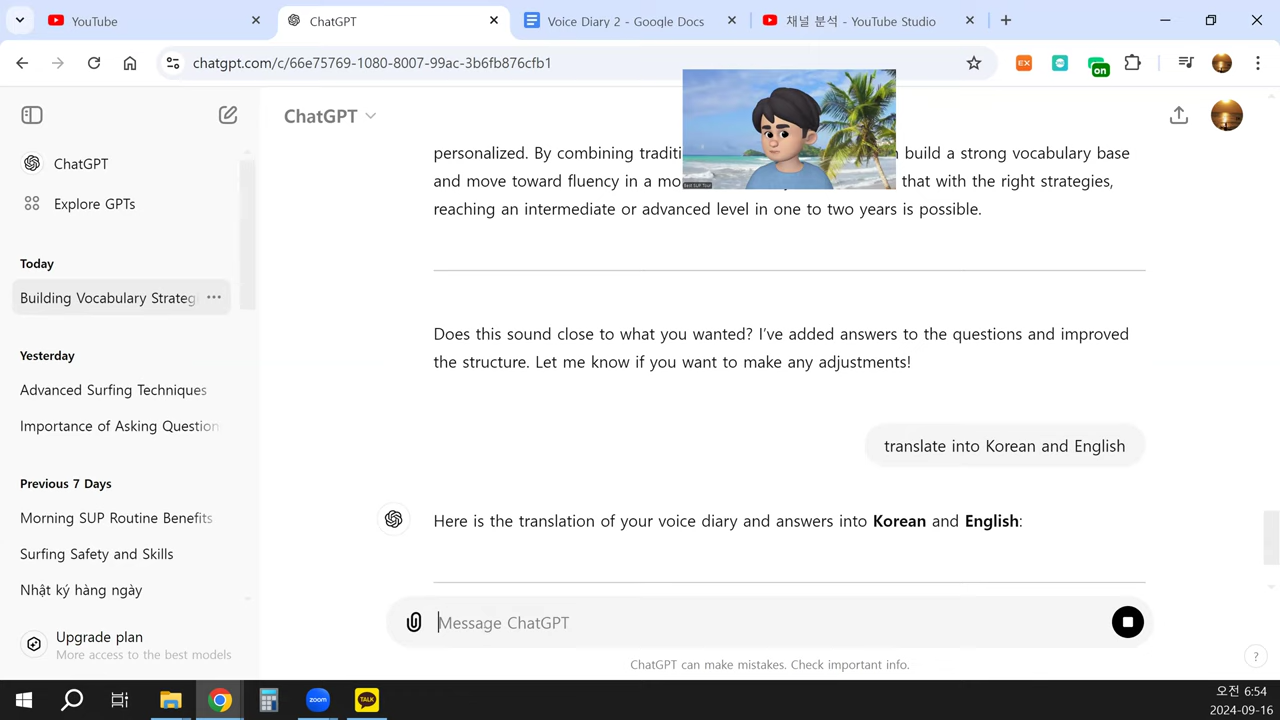 YouTube
ChatGPT
Voice Diary 2 - Google Docs
채널 분석 - YouTube Studio
chatgpt.com/c/66e75769-1080-8007-99ac-3b6fb876cfb1
EX
on
ChatGPT
ChatGPT
Explore GPTs
Today
Building Vocabulary Strateg
Yesterday
Advanced Surfing Techniques
Importance of Asking Question
Previous 7 Days
Morning SUP Routine Benefits
Surfing Safety and Skills
Nhật ký hàng ngày
Upgrade plan
More access to the best models
personalized. By combining traditi build a strong vocabulary base
and move toward fluency in a mo that with the right strategies,
reaching an intermediate or advanced level in one to two years is possible.
Does this sound close to what you wanted? I've added answers to the questions and improved
the structure. Let me know if you want to make any adjustments!
translate into Korean and English
Here is the translation of your voice diary and answers into Korean and English:
Message ChatGPT
ChatGPT can make mistakes. Check important info.
?
zoom
TALK
오전 6:54
2024-09-16